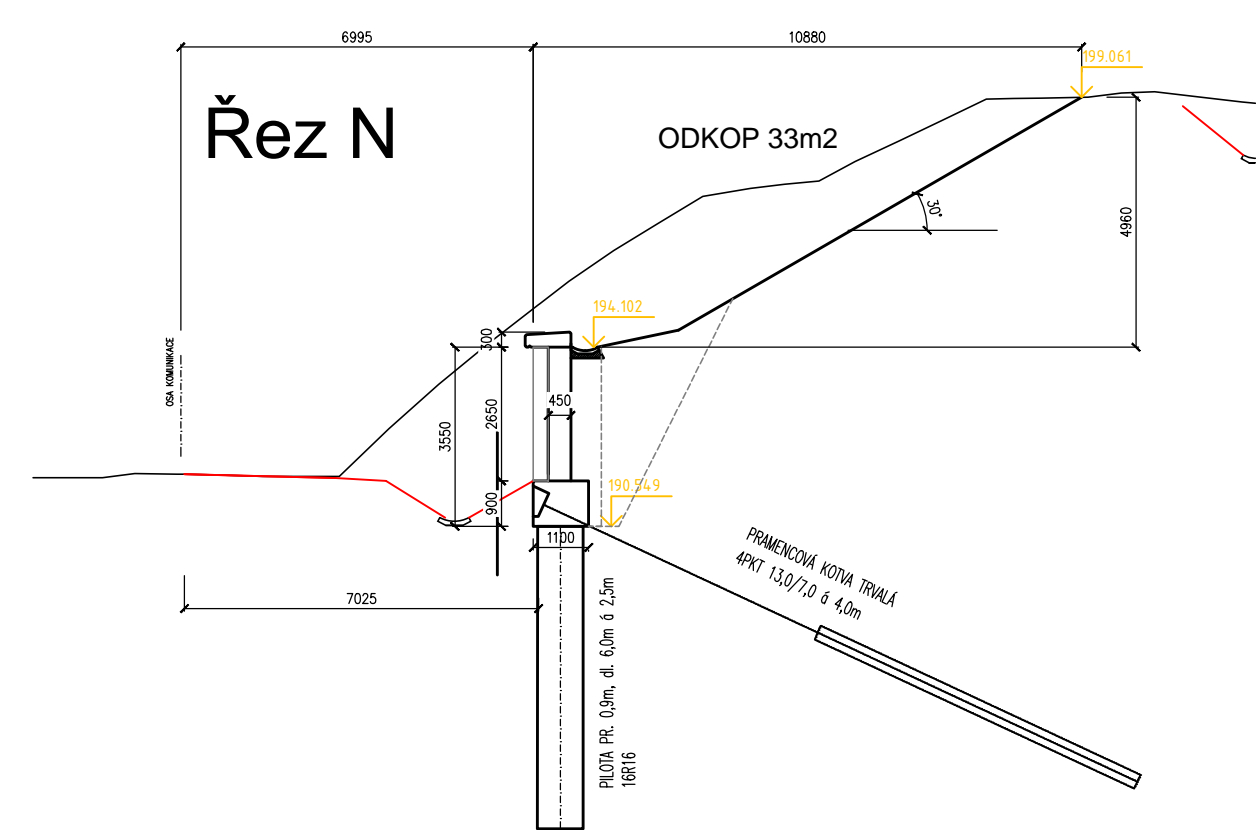 6995
10880
199.061
Řez N
ODKOP 33m2
30°
4960
194.102
300
OSA KOMUNIKACE
450
2650
3550
190.549
900
1100
PRAMENCOVÁ KOTVA TRVALÁ
4PKT 13,0/7,0 á 4,0m
7025
PILOTA PR. 0,9m, dl. 6,0m á 2,5m
16R16